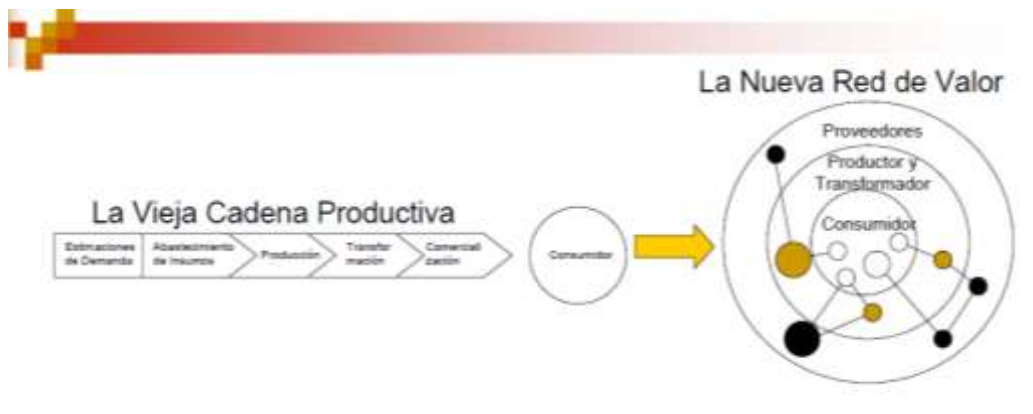 La Nueva Red de Valor
Proveedores
Productor y
Transformador
Consumidor
La Vieja Cadena Productiva
Estimaciones
de Demanda
Abastecimiento
de Insumos
Producción
Transfor
mación
Comerciali
zación
Consumidor